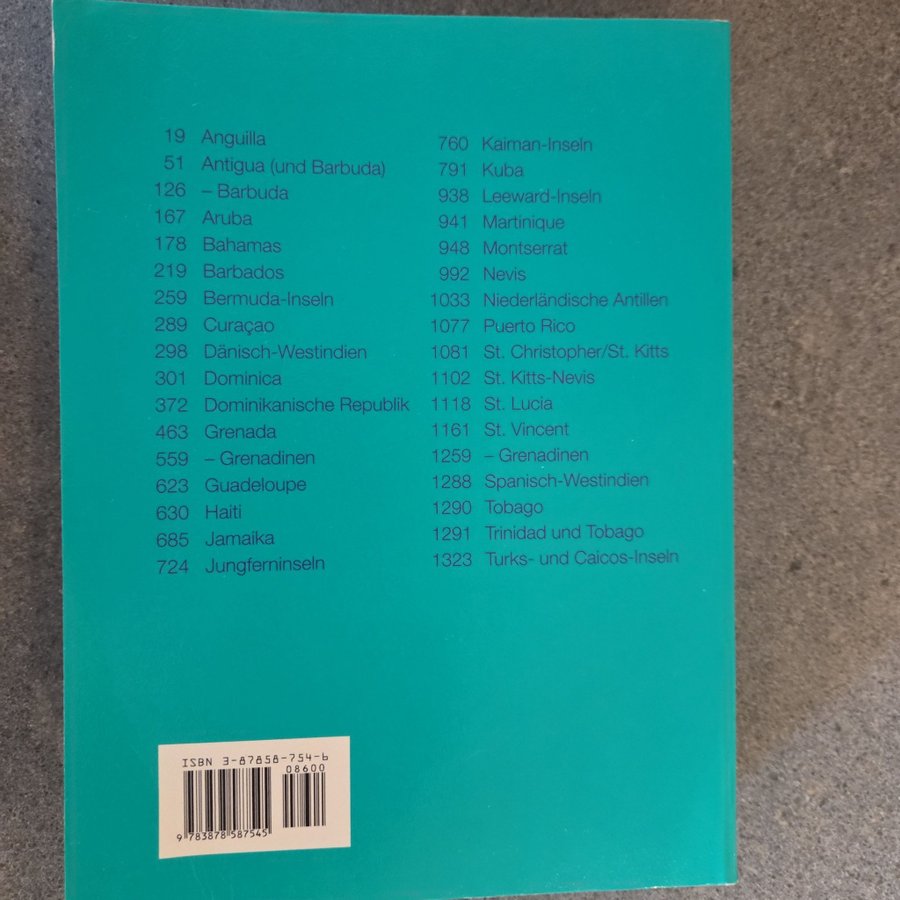 19 Anguilla
51 Antigua (und Barbuda)
126 – Barbuda
167 Aruba
178 Bahamas
219 Barbados
259 Bermuda-Inseln
289 Curaçao
298 Dänisch-Westindien
301 Dominica
372 Dominikanische Republik
463 Grenada
559 – Grenadinen
623 Guadeloupe
630 Haiti
685 Jamaika
724 Jungferninseln
760 Kaiman-Inseln
791 Kuba
938 Leeward-Inseln
941 Martinique
948 Montserrat
992 Nevis
1033 Niederländische Antillen
1077 Puerto Rico
1081 St. Christopher/St. Kitts
1102 St. Kitts-Nevis
1118 St. Lucia
1161 St. Vincent
1259 – Grenadinen
1288 Spanisch-Westindien
1290 Tobago
1291 Trinidad und Tobago
1323 Turks- und Caicos-Inseln
ISBN 3-87858-754-6
08600
9 783878 587545